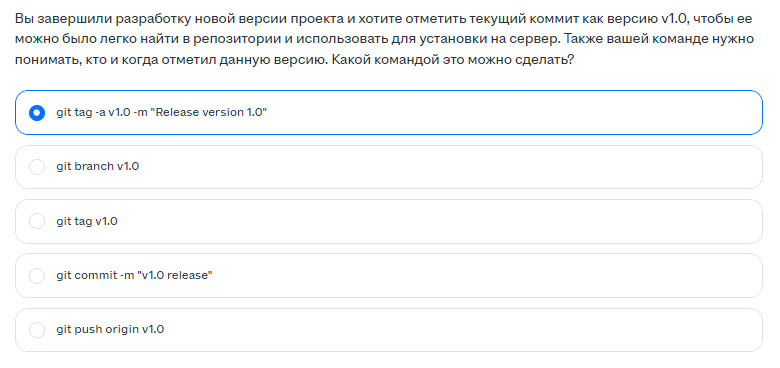 Вы завершили разработку новой версии проекта и хотите отметить текущий коммит как версию v1.0, чтобы ее
можно было легко найти в репозитории и использовать для установки на сервер. Также вашей команде нужно
понимать, кто и когда отметил данную версию. Какой командой это можно сделать?
git tag -a v1.0 -m "Release version 1.0"
git branch v1.0
git tag v1.0
git commit -m "v1.0 release"
git push origin v1.0